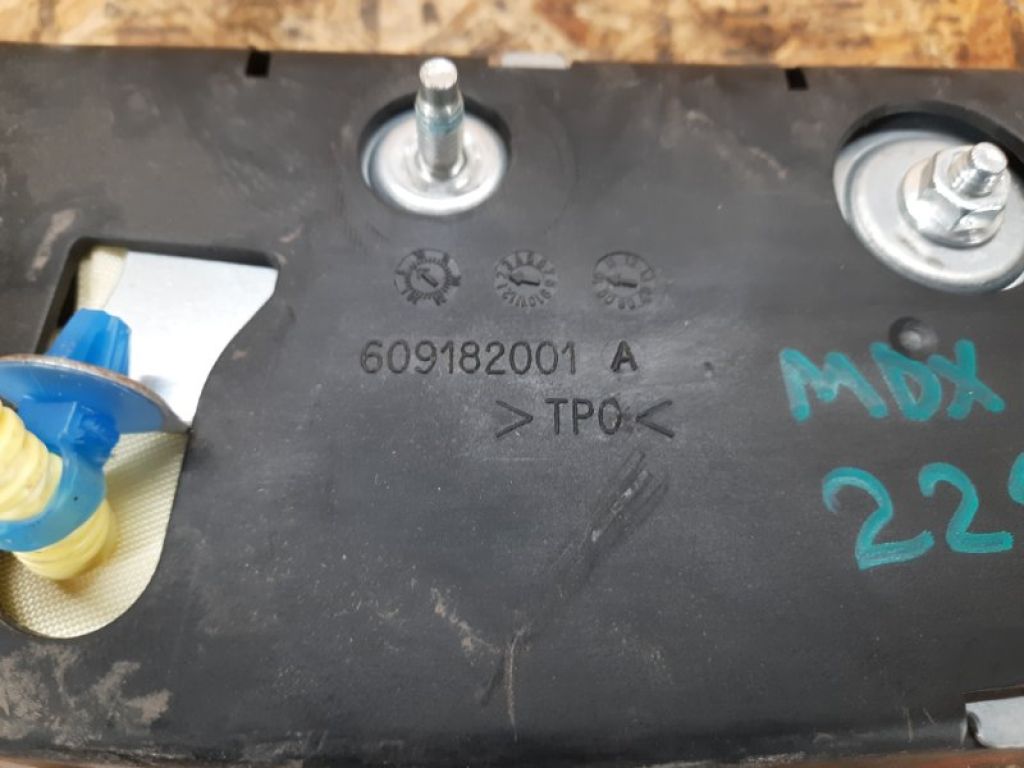 609182001 A
>TPO<
MDX
22